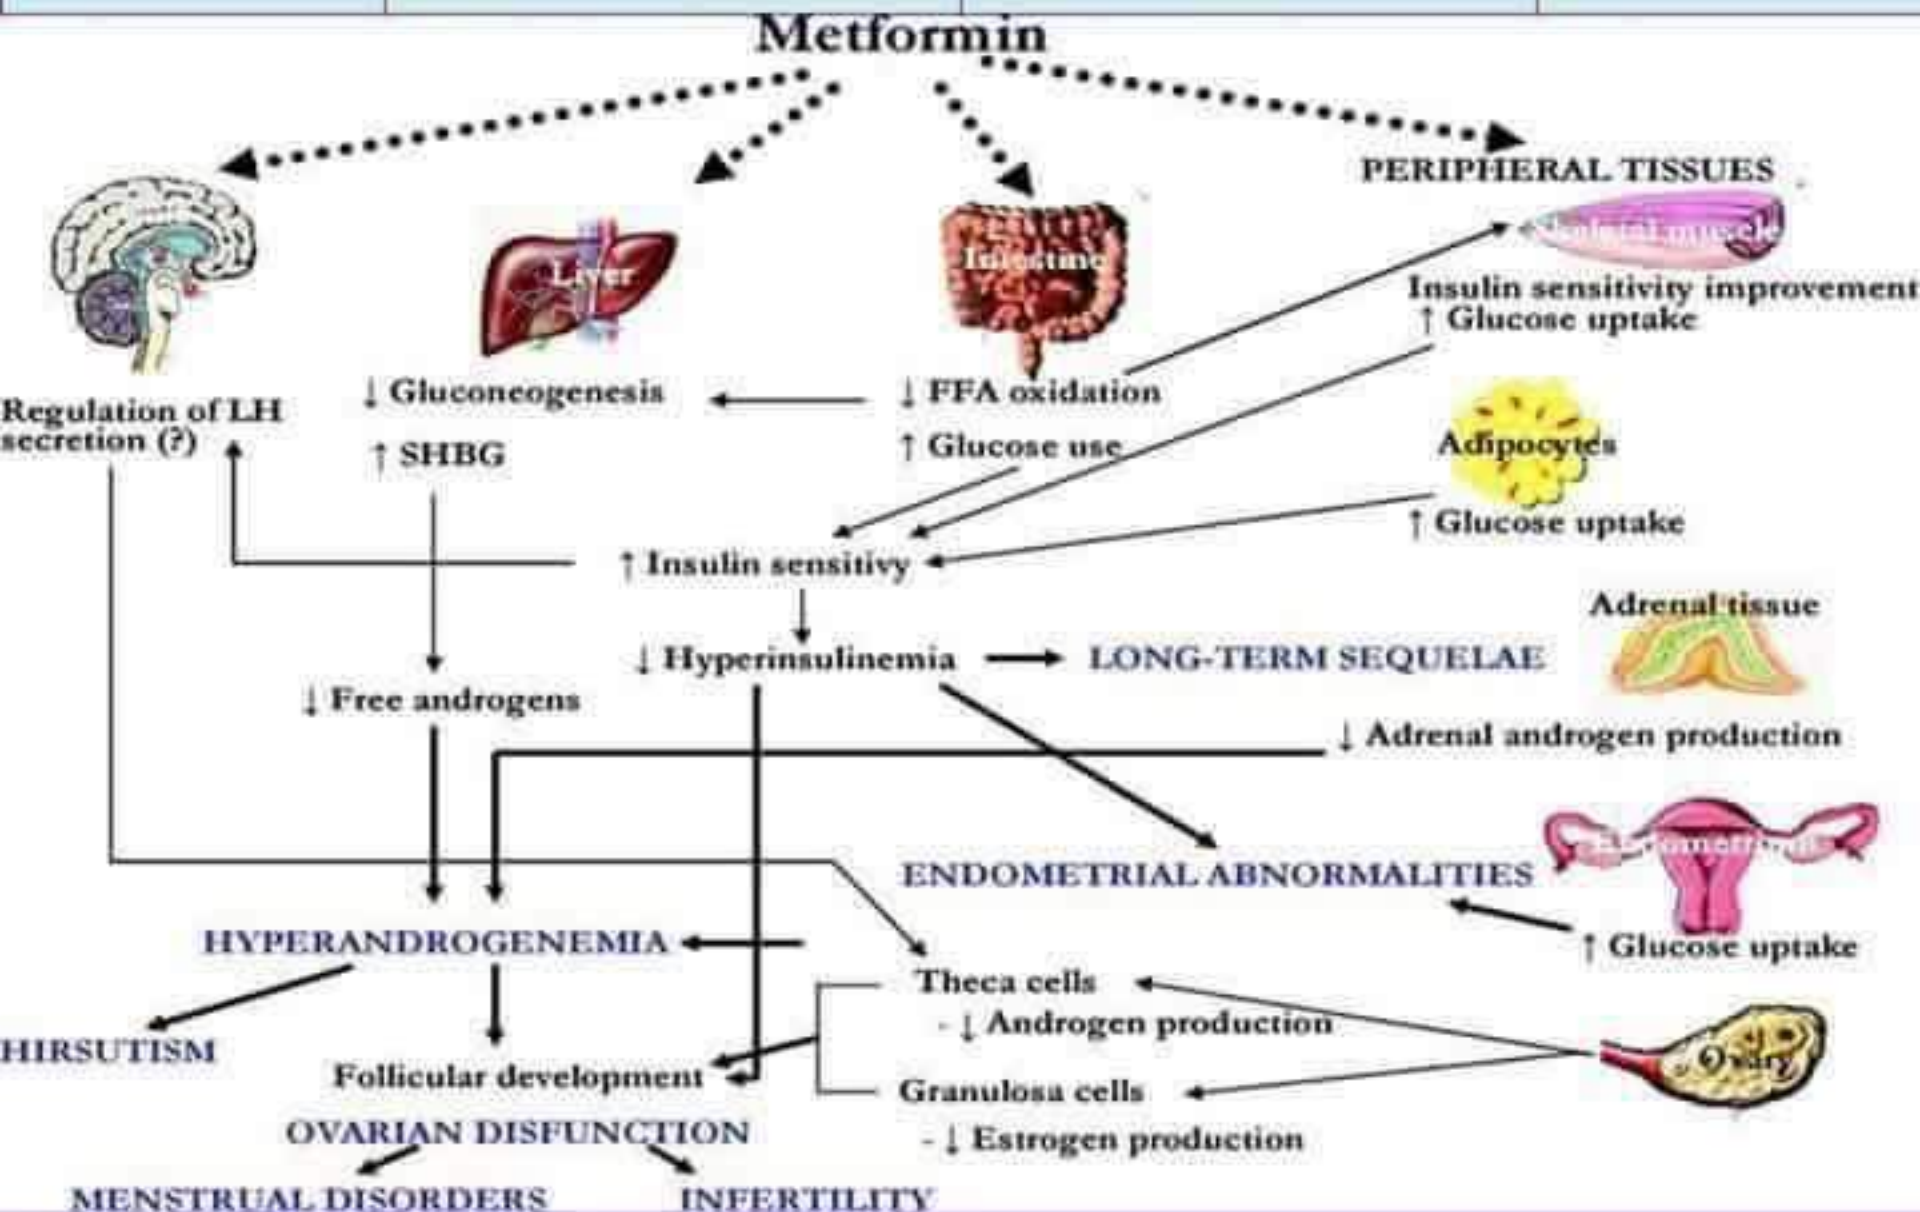 Metformin
PERIPHERAL TISSUES
Skeletal muscle
Liver
Intestine
Insulin sensitivity improvement
↑ Glucose uptake
Regulation of LH
secretion (?)
↓ Gluconeogenesis
↑ SHBG
↓ FFA oxidation
↑ Glucose use
Adipocytes
↑ Glucose uptake
↑ Insulin sensitivy
Adrenal tissue
↓ Hyperinsulinemia
LONG-TERM SEQUELAE
↓ Free androgens
↓ Adrenal androgen production
ENDOMETRIAL ABNORMALITIES
↑ Glucose uptake
HYPERANDROGENEMIA
Theca cells
- ↓ Androgen production
HIRSUTISM
Ovary
Follicular development
Granulosa cells
- ↓ Estrogen production
OVARIAN DISFUNCTION
MENSTRUAL DISORDERS
INFERTILITY